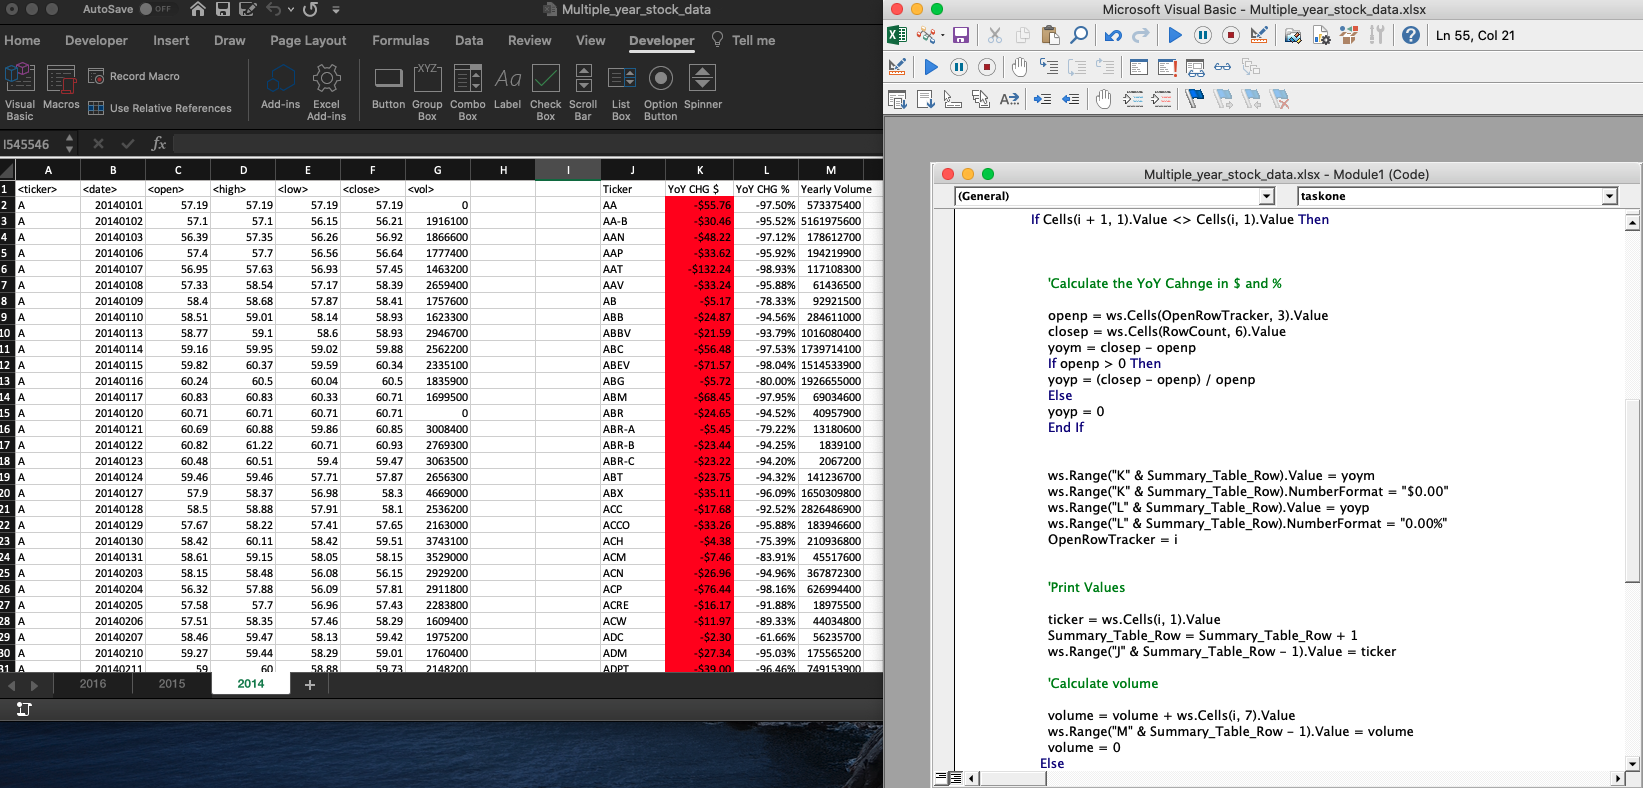 AutoSave OFF
Multiple_year_stock_data
Home Developer Insert Draw Page Layout Formulas Data Review View Developer Tell me
Visual Basic
Macros
Record Macro
Use Relative References
Add-ins
Excel Add-ins
XYZ
Aa
Button
Group Box
Combo Box
Label
Check Box
Scroll Bar
List Box
Option Button
Spinner
I545546 fx
A B C D E F G H I J K L M
1 <ticker> <date> <open> <high> <low> <close> <vol> Ticker YoY CHG $ YoY CHG % Yearly Volume
2 A 20140101 57.19 57.19 57.19 57.19 0 AA -$55.76 -97.50% 573375400
3 A 20140102 57.1 57.1 56.15 56.21 1916100 AA-B -$30.46 -95.52% 5161975600
4 A 20140103 56.39 57.35 56.26 56.92 1866600 AAN -$48.22 -97.12% 178612700
5 A 20140106 57.4 57.7 56.56 56.64 1777400 AAP -$33.62 -95.92% 194219900
6 A 20140107 56.95 57.63 56.93 57.45 1463200 AAT -$132.24 -98.93% 117108300
7 A 20140108 57.33 58.54 57.17 58.39 2659400 AAV -$33.24 -95.88% 61436500
8 A 20140109 58.4 58.68 57.87 58.41 1757600 AB -$5.17 -78.33% 92921500
9 A 20140110 58.51 59.01 58.14 58.93 1623300 ABB -$24.87 -94.56% 284611000
10 A 20140113 58.77 59.1 58.6 58.93 2946700 ABBV -$21.59 -93.79% 1016080400
11 A 20140114 59.16 59.95 59.02 59.88 2562200 ABC -$56.48 -97.53% 1739714100
12 A 20140115 59.82 60.37 59.59 60.34 2335100 ABEV -$71.57 -98.04% 1514533900
13 A 20140116 60.24 60.5 60.04 60.5 1835900 ABG -$5.72 -80.00% 1926655000
14 A 20140117 60.83 60.83 60.33 60.71 1699500 ABM -$68.45 -97.95% 69034600
15 A 20140120 60.71 60.71 60.71 60.71 0 ABR -$24.65 -94.52% 40957900
16 A 20140121 60.69 60.88 59.86 60.85 3008400 ABR-A -$5.45 -79.22% 13180600
17 A 20140122 60.82 61.22 60.71 60.93 2769300 ABR-B -$23.44 -94.25% 1839100
18 A 20140123 60.48 60.51 59.4 59.47 3063500 ABR-C -$23.22 -94.20% 2067200
19 A 20140124 59.46 59.46 57.71 57.87 2656300 ABT -$23.75 -94.32% 141236700
20 A 20140127 57.9 58.37 56.98 58.3 4669000 ABX -$35.11 -96.09% 1650309800
21 A 20140128 58.5 58.88 57.91 58.1 2536200 ACC -$17.68 -92.52% 2826486900
22 A 20140129 57.67 58.22 57.41 57.65 2163000 ACCO -$33.26 -95.88% 183946600
23 A 20140130 58.42 60.11 58.42 59.51 3743100 ACH -$4.38 -75.39% 210936800
24 A 20140131 58.61 59.15 58.05 58.15 3529000 ACM -$7.46 -83.91% 45517600
25 A 20140203 58.15 58.48 56.08 56.15 2929200 ACN -$26.96 -94.96% 367872300
26 A 20140204 56.32 57.88 56.09 57.81 2911800 ACP -$76.44 -98.16% 626994400
27 A 20140205 57.58 57.7 56.96 57.43 2283800 ACRE -$16.17 -91.88% 18975500
28 A 20140206 57.51 58.35 57.46 58.29 1609400 ACW -$11.97 -89.33% 44034800
29 A 20140207 58.46 59.47 58.13 59.42 1975200 ADC -$2.30 -61.66% 56235700
30 A 20140210 59.27 59.44 58.29 59.01 1760400 ADM -$27.34 -95.03% 175565200
31 A 20140211 59 60 58.88 59.73 2148200 ADPT -$39.00 -96.46% 749153900
2016 2015 2014 +
Microsoft Visual Basic - Multiple_year_stock_data.xlsx
Ln 55, Col 21
Multiple_year_stock_data.xlsx - Module1 (Code)
(General) taskone
If Cells(i + 1, 1).Value <> Cells(i, 1).Value Then
'Calculate the YoY Cahnge in $ and %
openp = ws.Cells(OpenRowTracker, 3).Value
closep = ws.Cells(RowCount, 6).Value
yoym = closep - openp
If openp > 0 Then
yoyp = (closep - openp) / openp
Else
yoyp = 0
End If
ws.Range("K" & Summary_Table_Row).Value = yoym
ws.Range("K" & Summary_Table_Row).NumberFormat = "$0.00"
ws.Range("L" & Summary_Table_Row).Value = yoyp
ws.Range("L" & Summary_Table_Row).NumberFormat = "0.00%"
OpenRowTracker = i
'Print Values
ticker = ws.Cells(i, 1).Value
Summary_Table_Row = Summary_Table_Row + 1
ws.Range("J" & Summary_Table_Row - 1).Value = ticker
'Calculate volume
volume = volume + ws.Cells(i, 7).Value
ws.Range("M" & Summary_Table_Row - 1).Value = volume
volume = 0
Else